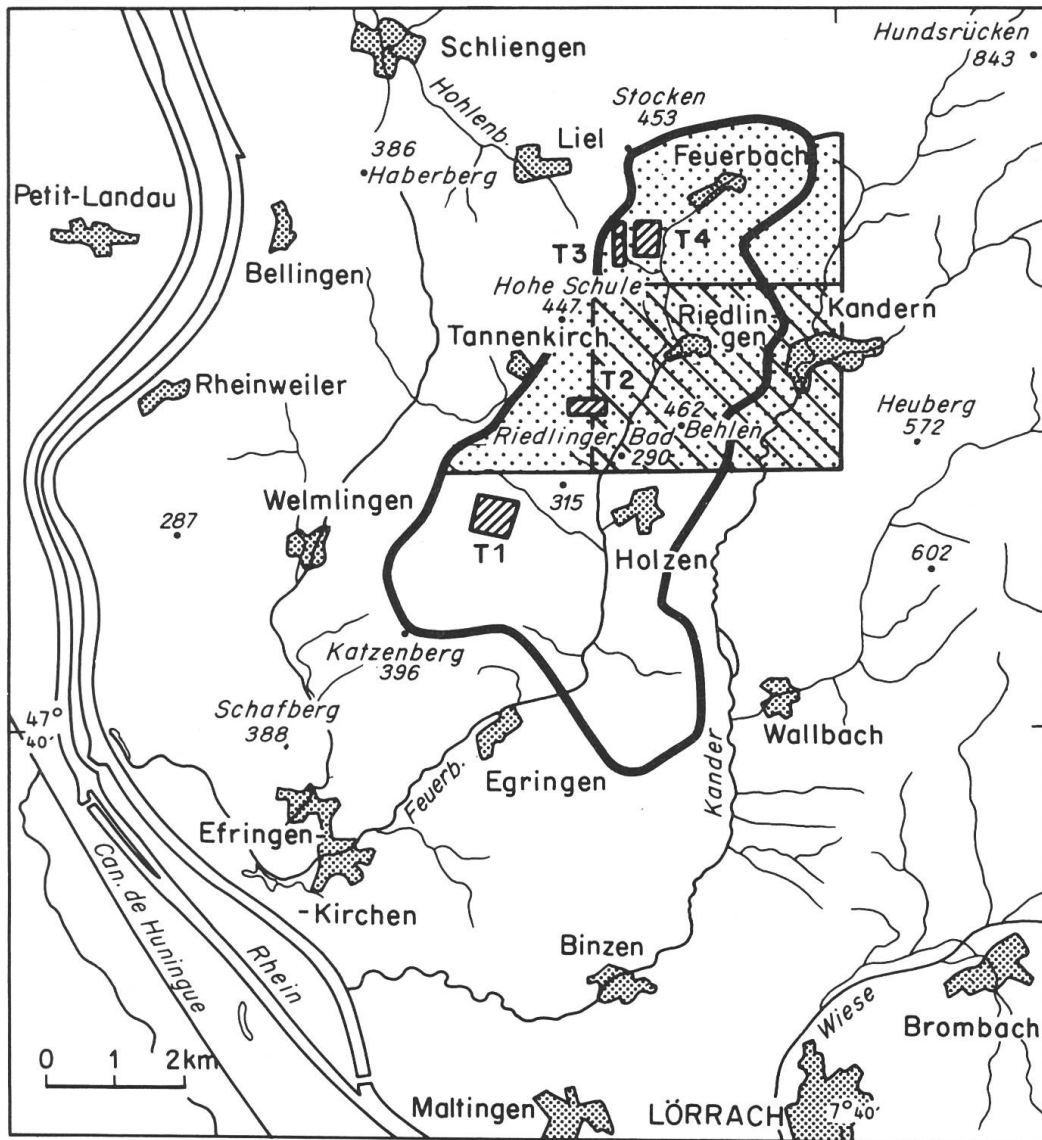 Hundsrücken
843
Schliengen
Hohlenb.
Stocken
453
Liel
Feuerbach
386
Haberberg
Petit-Landau
Bellingen
T3
T4
Hohe Schule
447
Riedlin-
gen
Kandern
Tannenkirch
Rheinweiler
T2
462
Behlen
Heuberg
572
Riedlinger Bad
290
Welmlingen
315
287
T1
Holzen
602
Katzenberg
396
Schafberg
388
47°
40′
Wallbach
Egringen
Feuerb.
Kander
Efringen-
-Kirchen
Can. de Huningue
Rhein
Binzen
Wiese
Brombach
0 1 2km
Maltingen
LÖRRACH
7°40′